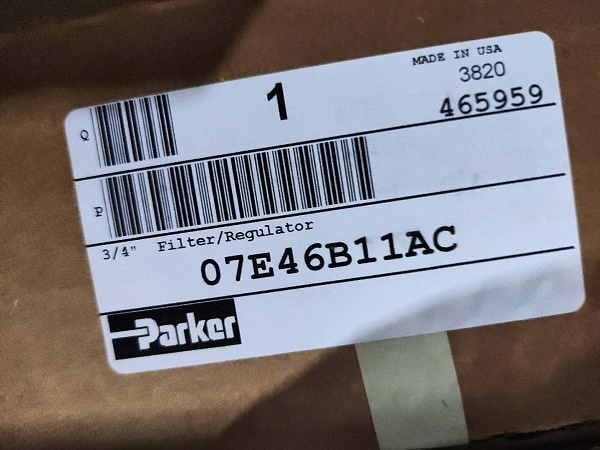 MADE IN USA
Q 1 3820
465959
P
3/4" Filter/Regulator
07E46B11AC
Parker